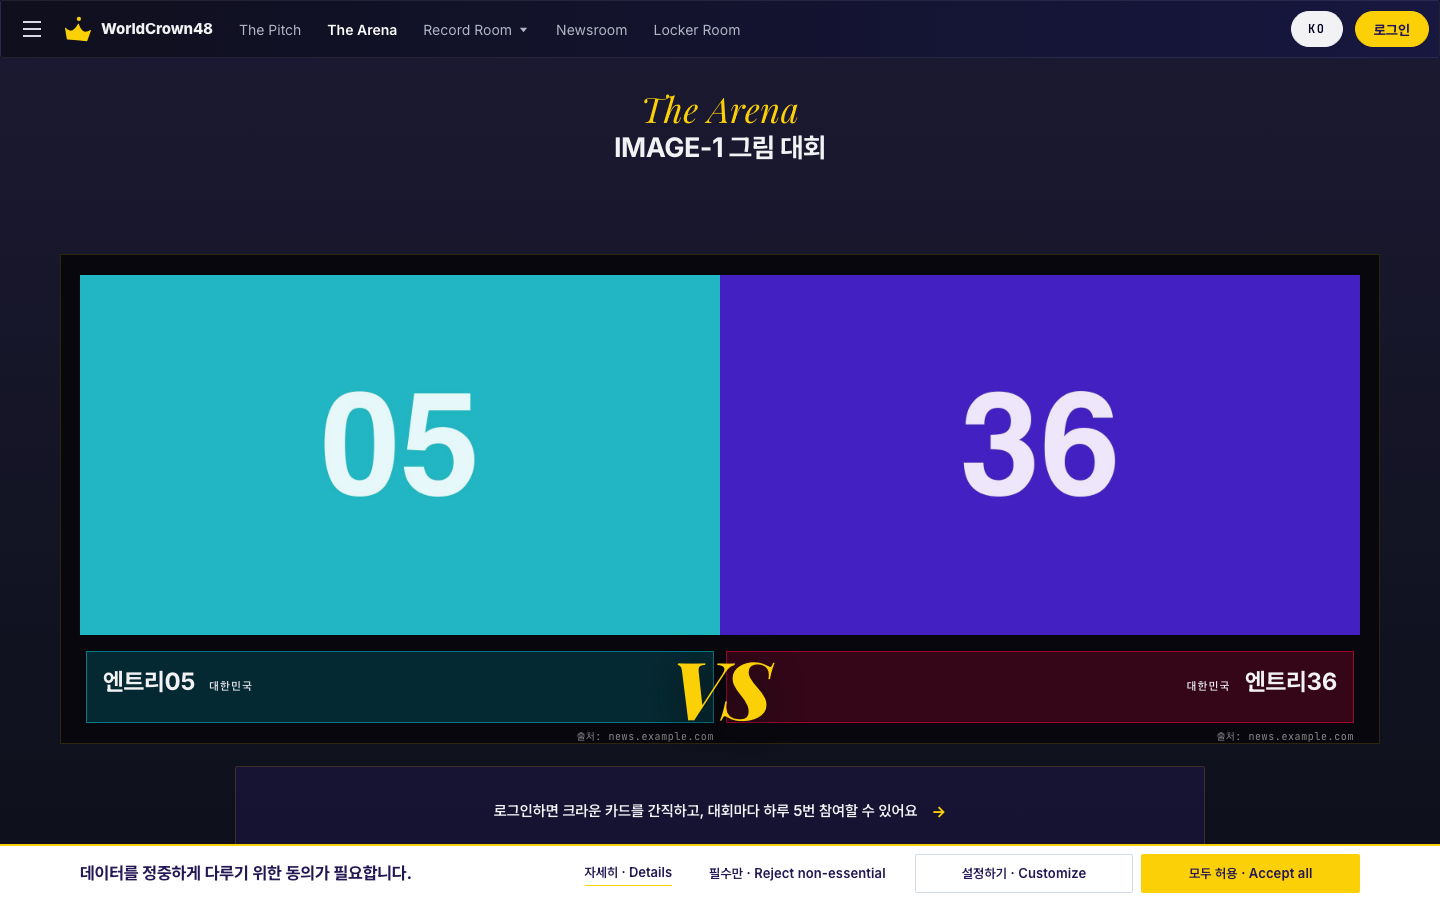 WorldCrown48
The Pitch
The Arena
Record Room
Newsroom
Locker Room
KO
로그인
The Arena
IMAGE-1 그림 대회
05
36
엔트리05 대한민국
VS
대한민국 엔트리36
출처: news.example.com
출처: news.example.com
로그인하면 크라운 카드를 간직하고, 대회마다 하루 5번 참여할 수 있어요 →
데이터를 정중하게 다루기 위한 동의가 필요합니다.
자세히 · Details
필수만 · Reject non-essential
설정하기 · Customize
모두 허용 · Accept all